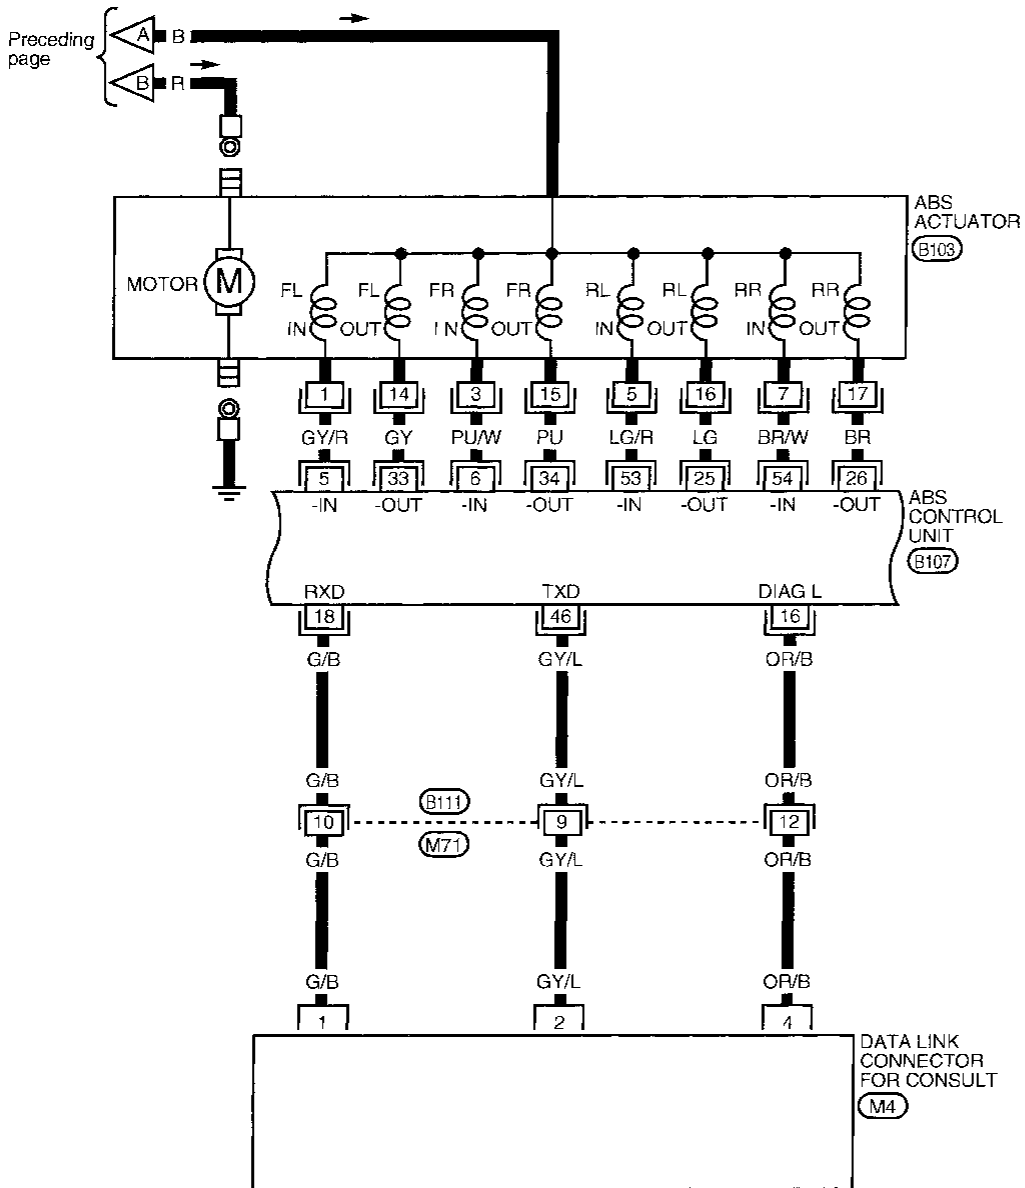 Preceding
page
A B
B R
ABS
ACTUATOR
B103
MOTOR M
FL FL FR FR RL RL RR RR
IN OUT IN OUT IN OUT IN OUT
1 14 3 15 5 16 7 17
GY/R GY PU/W PU LG/R LG BR/W BR
5 33 6 34 53 25 54 26
-IN -OUT -IN -OUT -IN -OUT -IN -OUT
ABS
CONTROL
UNIT
B107
RXD TXD DIAG L
18 46 16
G/B GY/L OR/B
G/B GY/L OR/B
B111
10 9 12
M71
G/B GY/L OR/B
G/B GY/L OR/B
1 2 4
DATA LINK
CONNECTOR
FOR CONSULT
M4